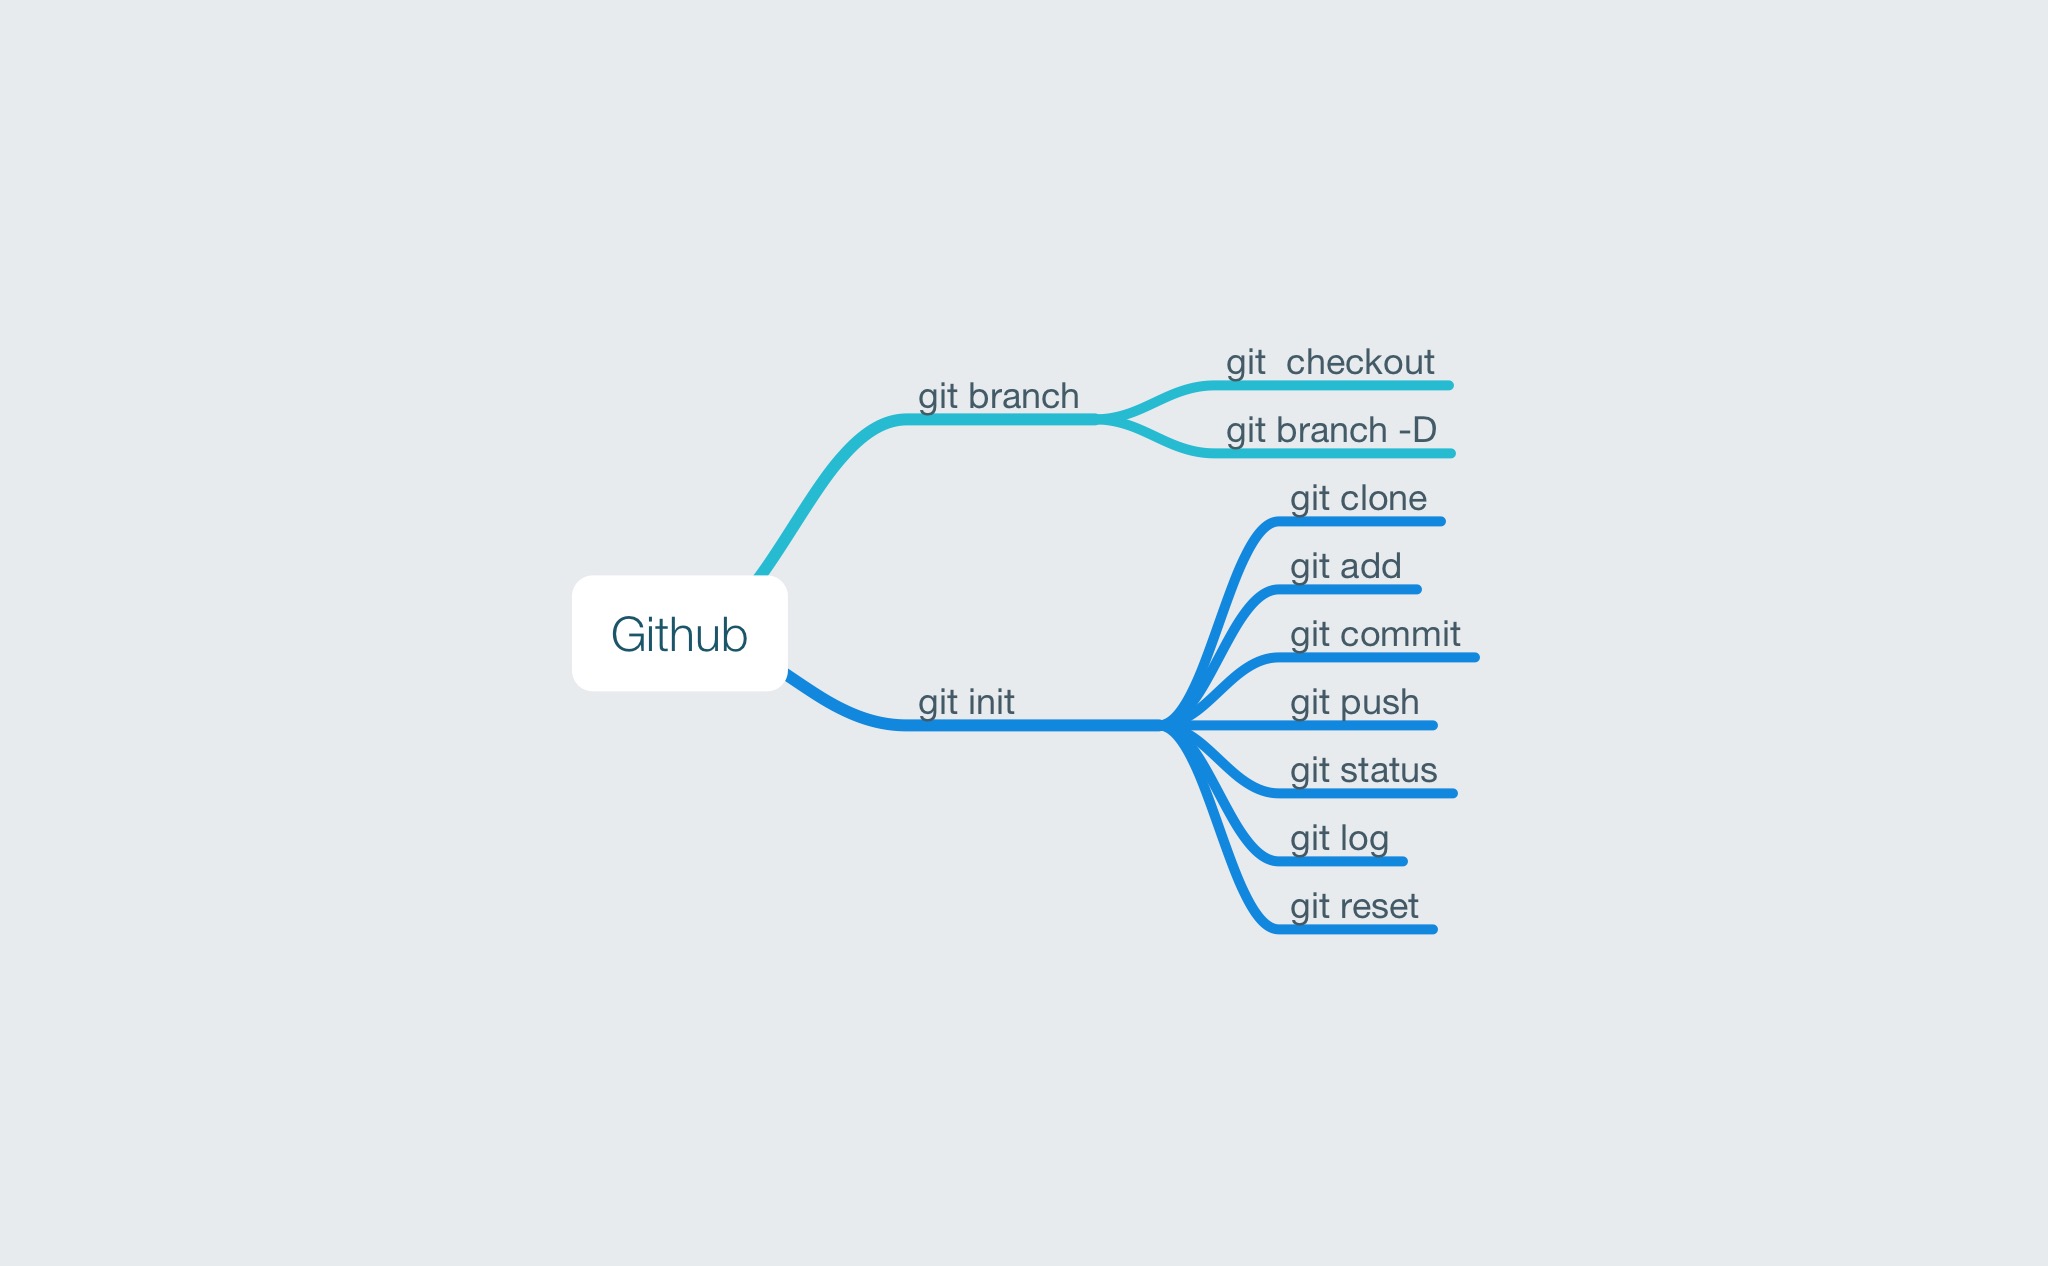 Github
git branch
git  checkout
git branch -D
git init
git clone
git add
git commit
git push
git status
git log
git reset